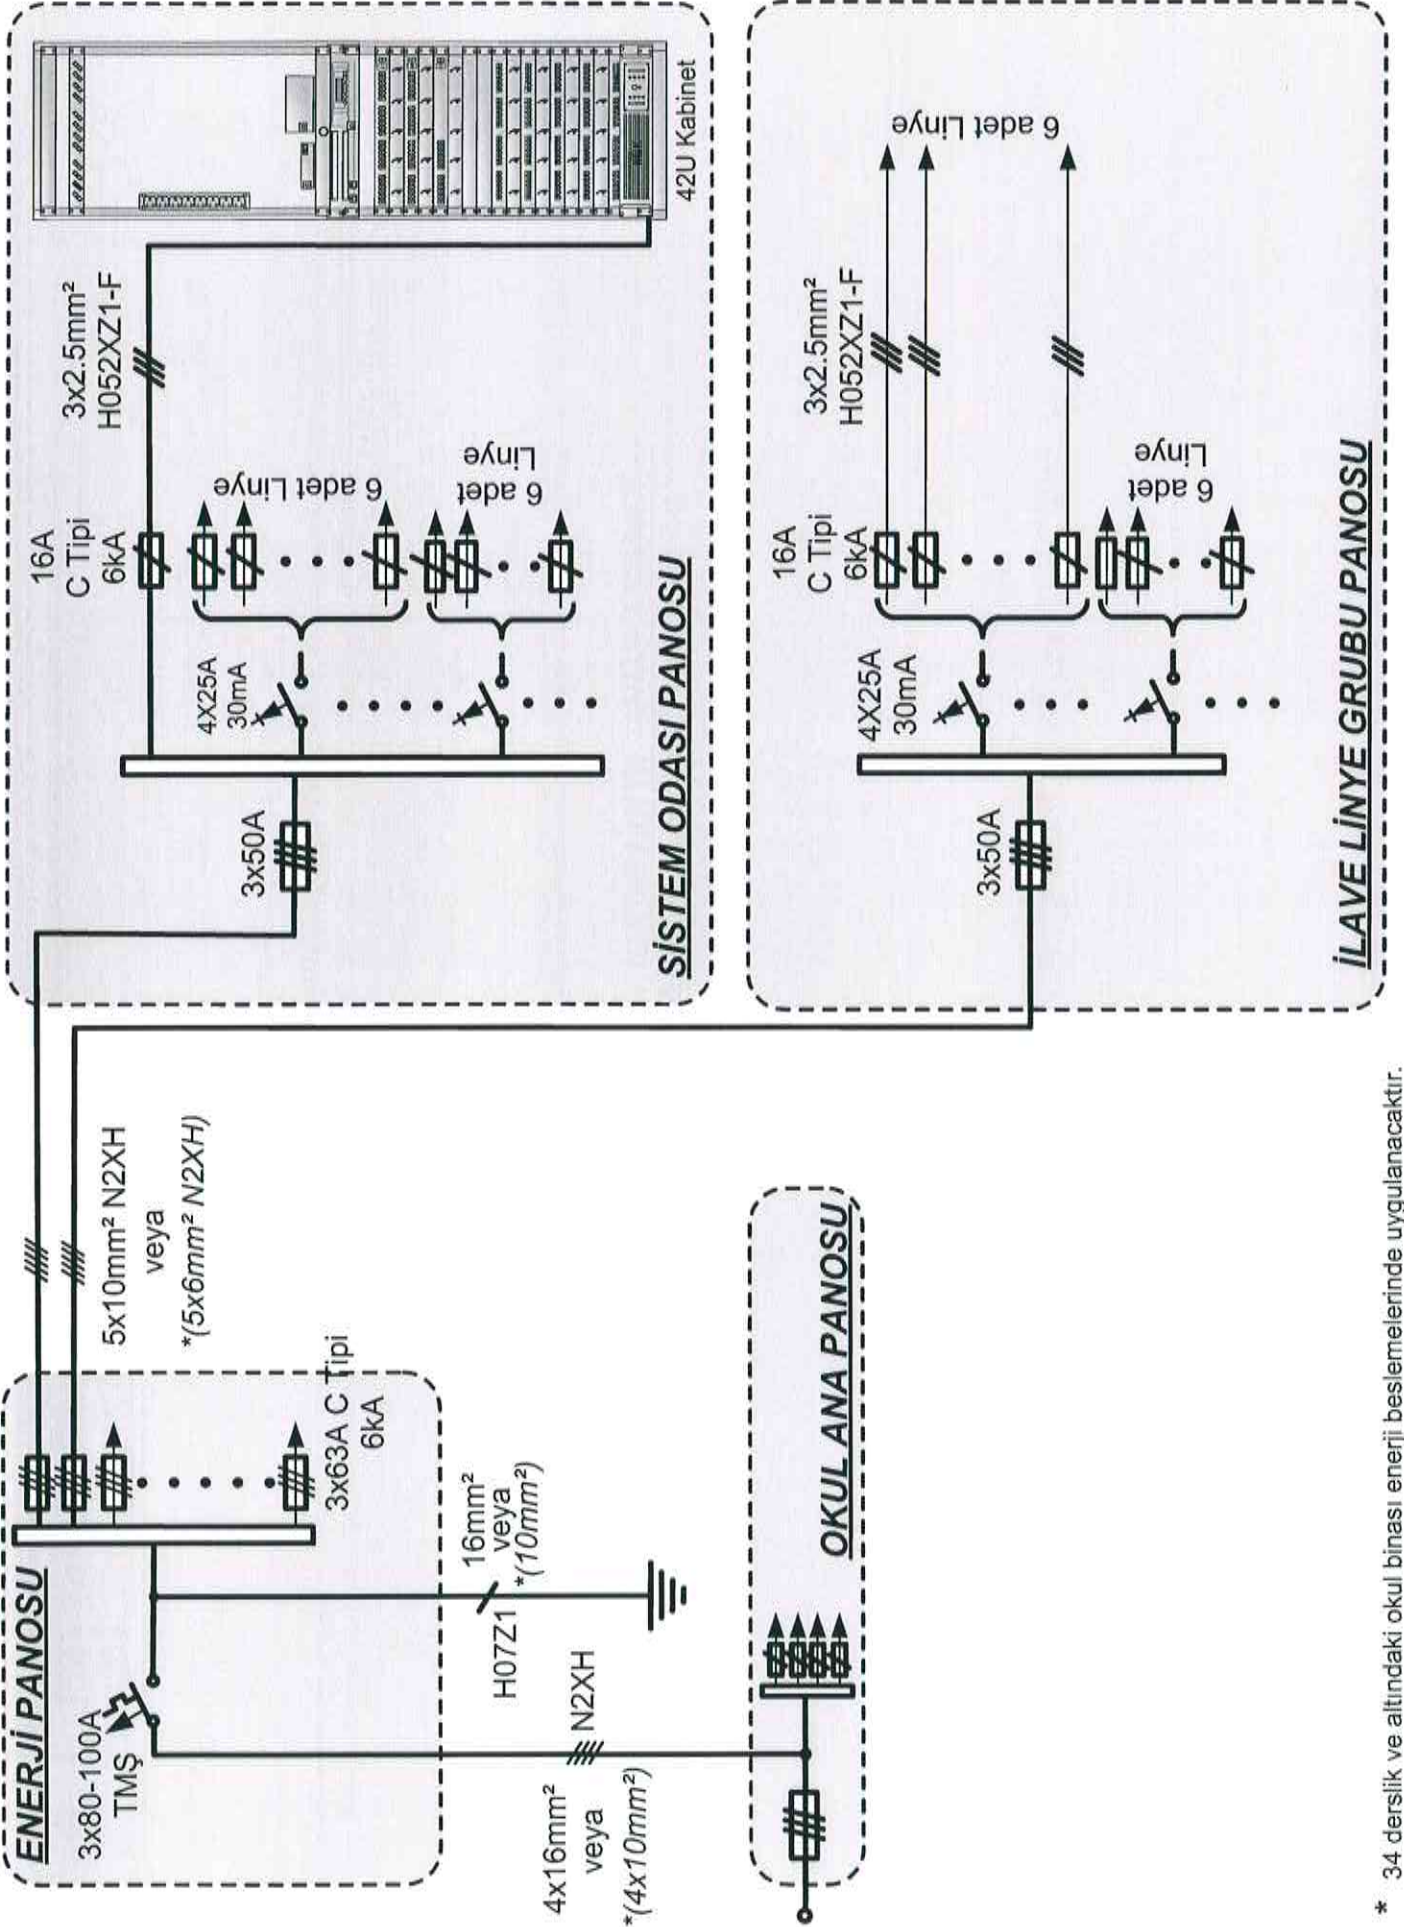 ENERJİ PANOSU
3x80-100A
TMŞ
3x63A C Tipi
6kA
5x10mm² N2XH
veya
*(5x6mm² N2XH)
H07Z1
16mm²
veya
*(10mm²)
N2XH
4x16mm²
veya
*(4x10mm²)
OKUL ANA PANOSU
SİSTEM ODASI PANOSU
3x50A
4X25A
30mA
16A
C Tipi
6kA
3x2.5mm²
H052XZ1-F
6 adet Linye
6 adet
Linye
42U Kabinet
İLAVE LİNYE GRUBU PANOSU
3x50A
4X25A
30mA
16A
C Tipi
6kA
3x2.5mm²
H052XZ1-F
6 adet Linye
6 adet
Linye
* 34 derslik ve altındaki okul binası enerji beslemelerinde uygulanacaktır.